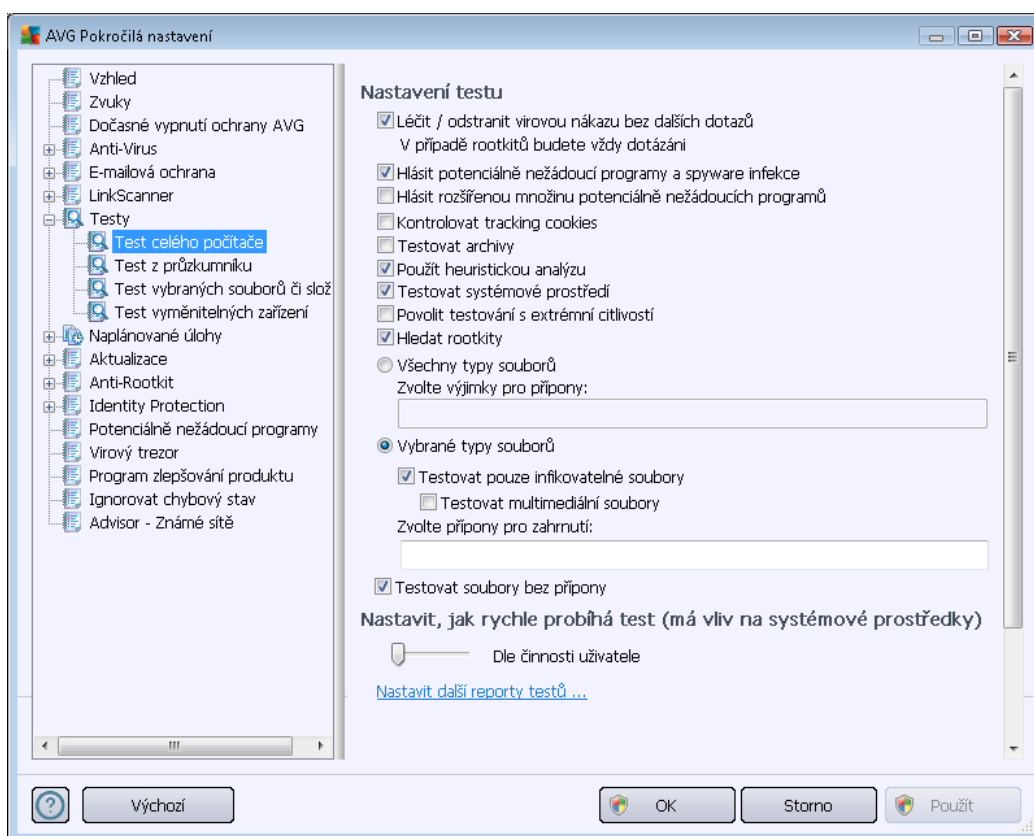 AVG Pokročilá nastavení
Vzhled
Zvuky
Dočasné vypnutí ochrany AVG
Anti-Virus
E-mailová ochrana
LinkScanner
Testy
Test celého počítače
Test z průzkumníku
Test vybraných souborů či slož
Test vyměnitelných zařízení
Naplánované úlohy
Aktualizace
Anti-Rootkit
Identity Protection
Potenciálně nežádoucí programy
Virový trezor
Program zlepšování produktu
Ignorovat chybový stav
Advisor - Známé sítě
Nastavení testu
Léčit / odstranit virovou nákazu bez dalších dotazů
V případě rootkitů budete vždy dotázáni
Hlásit potenciálně nežádoucí programy a spyware infekce
Hlásit rozšířenou množinu potenciálně nežádoucích programů
Kontrolovat tracking cookies
Testovat archivy
Použít heuristickou analýzu
Testovat systémové prostředí
Povolit testování s extrémní citlivostí
Hledat rootkity
Všechny typy souborů
Zvolte výjimky pro přípony:
Vybrané typy souborů
Testovat pouze infikovatelné soubory
Testovat multimediální soubory
Zvolte přípony pro zahrnutí:
Testovat soubory bez přípony
Nastavit, jak rychle probíhá test (má vliv na systémové prostředky)
Dle činnosti uživatele
Nastavit další reporty testů ...
Výchozí
OK
Storno
Použít